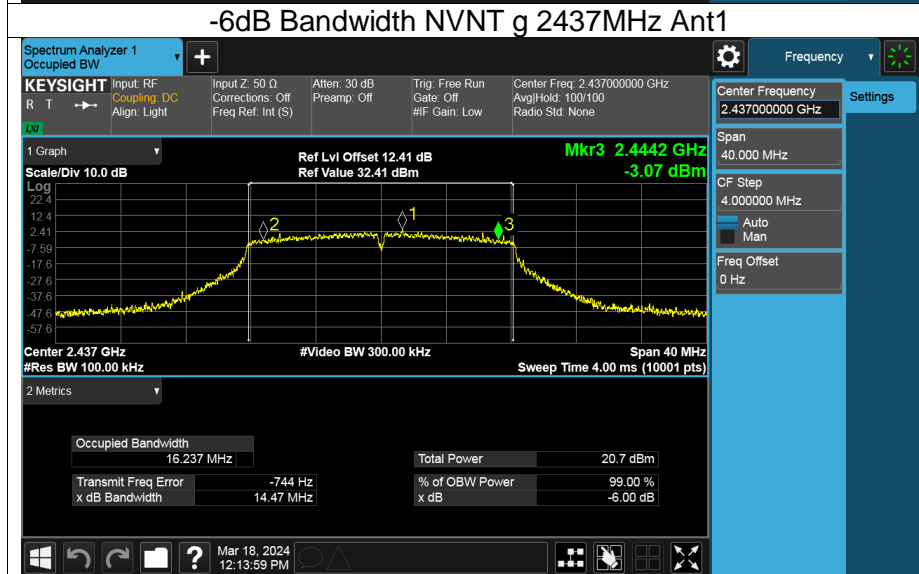 -6dB Bandwidth NVNT g 2437MHz Ant1
Spectrum Analyzer 1
Occupied BW
+
Frequency
KEYSIGHT
R T
LXI
Input: RF
Coupling: DC
Align: Light
Input Z: 50 Ω
Corrections: Off
Freq Ref: Int (S)
Atten: 30 dB
Preamp: Off
Trig: Free Run
Gate: Off
#IF Gain: Low
Center Freq: 2.437000000 GHz
Avg|Hold: 100/100
Radio Std: None
Center Frequency
2.437000000 GHz
Settings
Span
40.000 MHz
CF Step
4.000000 MHz
Auto
Man
Freq Offset
0 Hz
1 Graph
Scale/Div 10.0 dB
Ref Lvl Offset 12.41 dB
Ref Value 32.41 dBm
Mkr3 2.4442 GHz
-3.07 dBm
Log
22.4
12.4
2.41
-7.59
-17.6
-27.6
-37.6
-47.6
-57.6
2
1
3
Center 2.437 GHz
#Res BW 100.00 kHz
#Video BW 300.00 kHz
Span 40 MHz
Sweep Time 4.00 ms (10001 pts)
2 Metrics
Occupied Bandwidth
16.237 MHz
Transmit Freq Error -744 Hz
x dB Bandwidth 14.47 MHz
Total Power 20.7 dBm
% of OBW Power 99.00 %
x dB -6.00 dB
?
Mar 18, 2024
12:13:59 PM